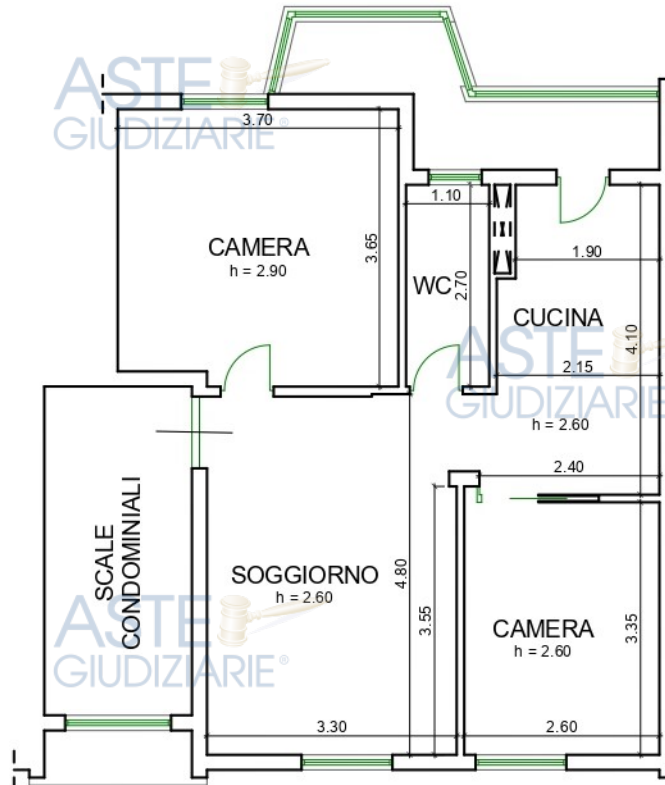 ASTE
GIUDIZIARIE®
3.70
CAMERA
h = 2.90
3.65
1.10
WC
2.70
1.90
CUCINA
4.10
ASTE
GIUDIZIARIE
2.15
h = 2.60
2.40
SCALE
CONDOMINIALI
SOGGIORNO
h = 2.60
4.80
3.55
CAMERA
h = 2.60
3.35
ASTE
GIUDIZIARIE®
3.30
2.60